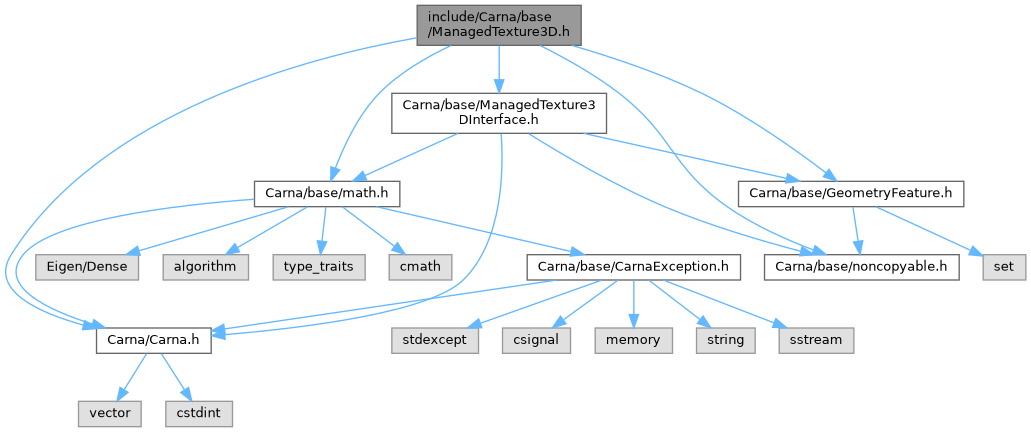 include/Carna/base
/ManagedTexture3D.h
Carna/base/ManagedTexture3
DInterface.h
Carna/base/math.h
Carna/base/GeometryFeature.h
Eigen/Dense
algorithm
type_traits
cmath
Carna/base/CarnaException.h
Carna/base/noncopyable.h
set
Carna/Carna.h
stdexcept
csignal
memory
string
sstream
vector
cstdint